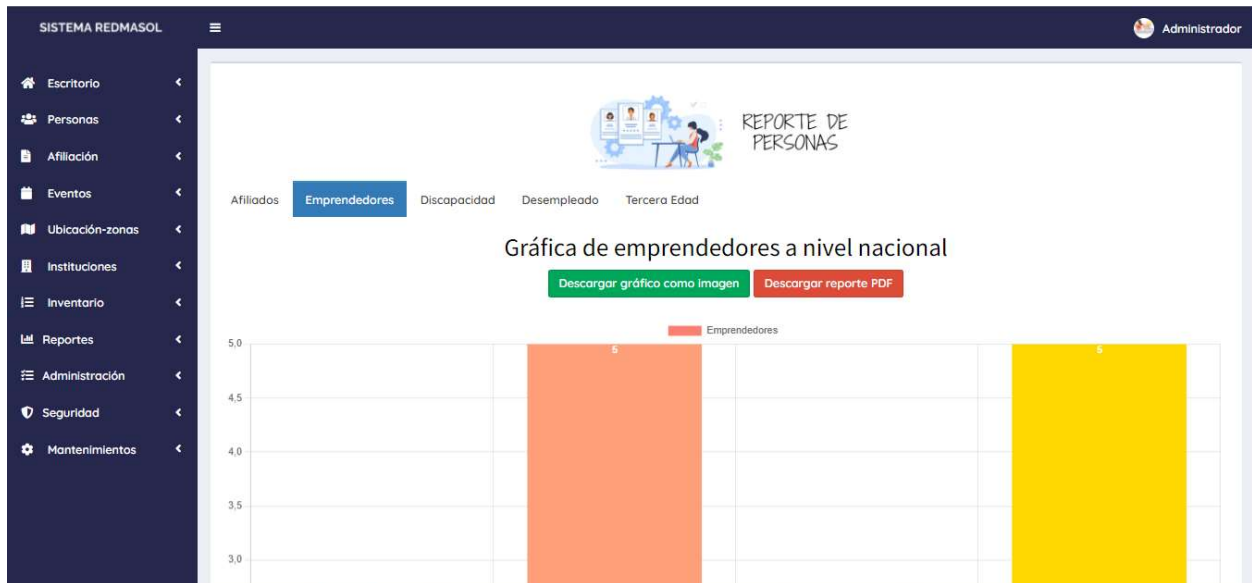 SISTEMA REDMASOL
Administrador
Escritorio
Personas
Afiliación
Eventos
Ubicación-zonas
Instituciones
Inventario
Reportes
Administración
Seguridad
Mantenimientos
REPORTE DE
PERSONAS
Afiliados Emprendedores Discapacidad Desempleado Tercera Edad
Gráfica de emprendedores a nivel nacional
Descargar gráfico como imagen Descargar reporte PDF
Emprendedores
5,0
5 5
4,5
4,0
3,5
3,0